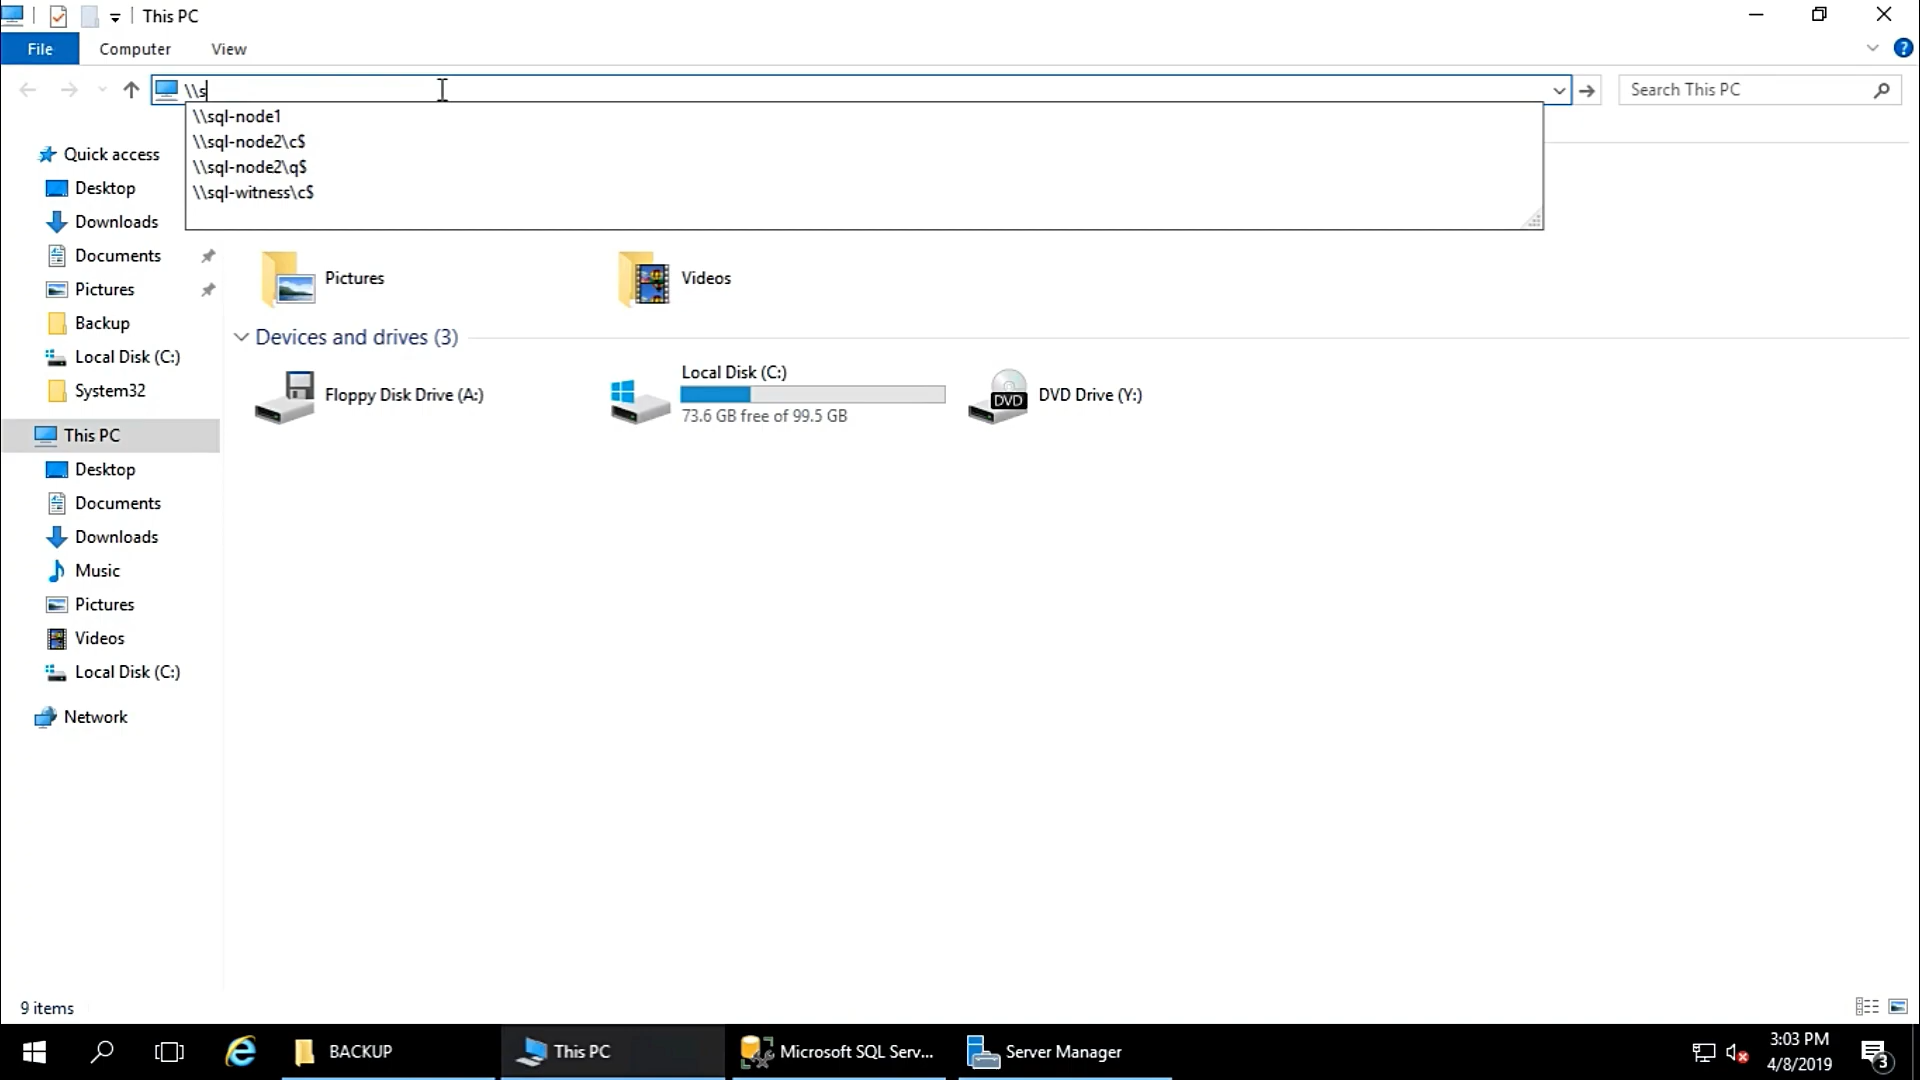 This PC
File Computer View
\\s
Search This PC
\\sql-node1
\\sql-node2\c$
\\sql-node2\q$
\\sql-witness\c$
Quick access
Desktop
Downloads
Documents
Pictures
Backup
Local Disk (C:)
System32
This PC
Desktop
Documents
Downloads
Music
Pictures
Videos
Local Disk (C:)
Network
Pictures
Videos
Devices and drives (3)
Floppy Disk Drive (A:)
Local Disk (C:)
73.6 GB free of 99.5 GB
DVD
DVD Drive (Y:)
9 items
BACKUP
This PC
Microsoft SQL Serv...
Server Manager
3:03 PM
4/8/2019
3